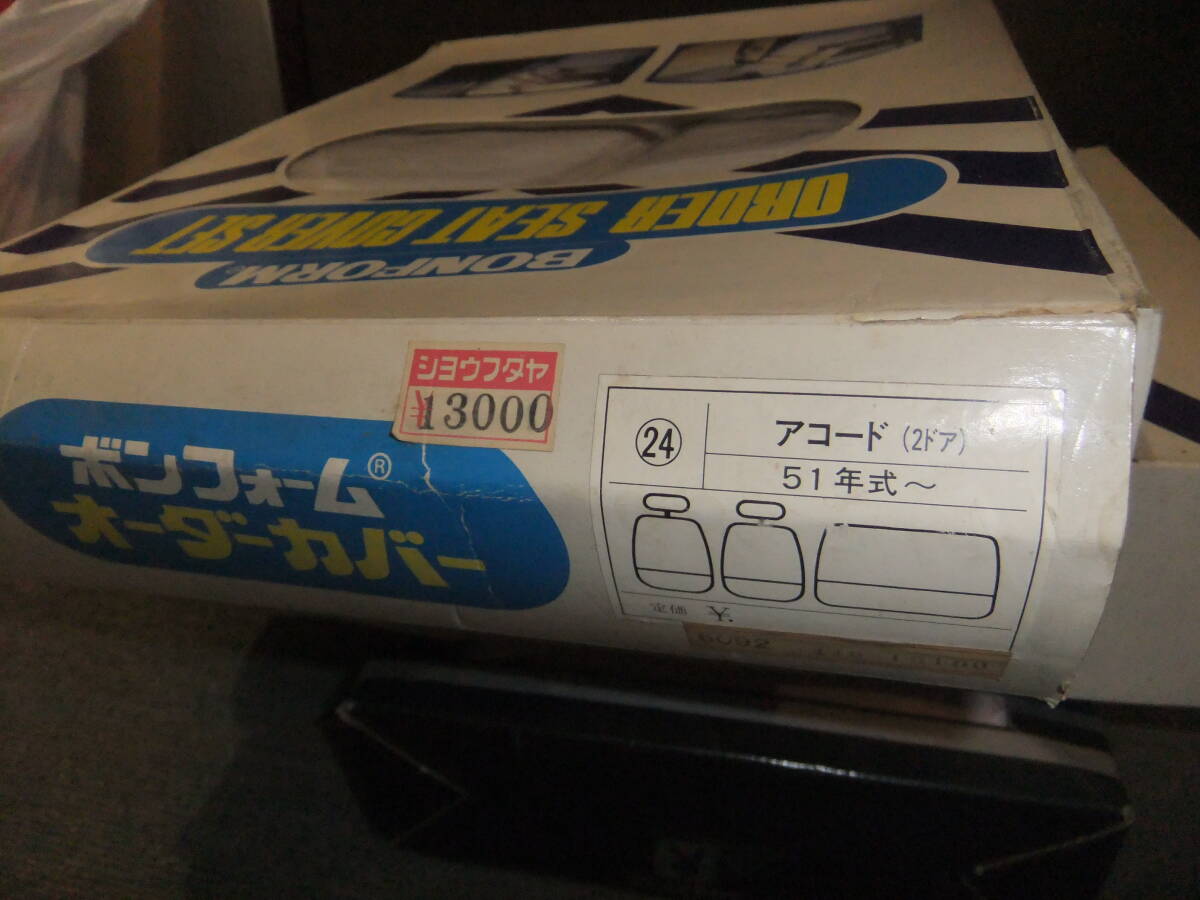 ORDER SEAT COVER SET
BONFORM
ボンフォーム®
オーダーカバー
ショウフタヤ
¥13000
24
アコード (2ドア)
51年式~
定価 ¥.
6092